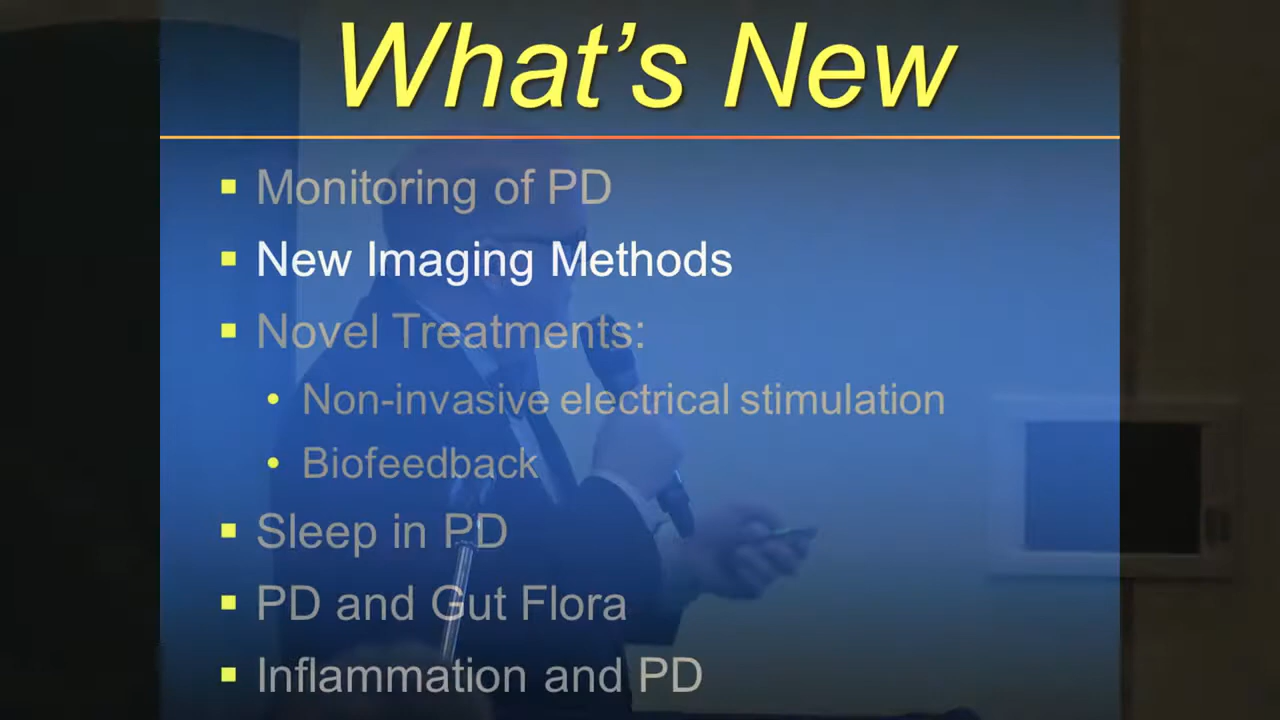 What's New
Monitoring of PD
New Imaging Methods
Novel Treatments:
Non-invasive electrical stimulation
Biofeedback
Sleep in PD
PD and Gut Flora
Inflammation and PD